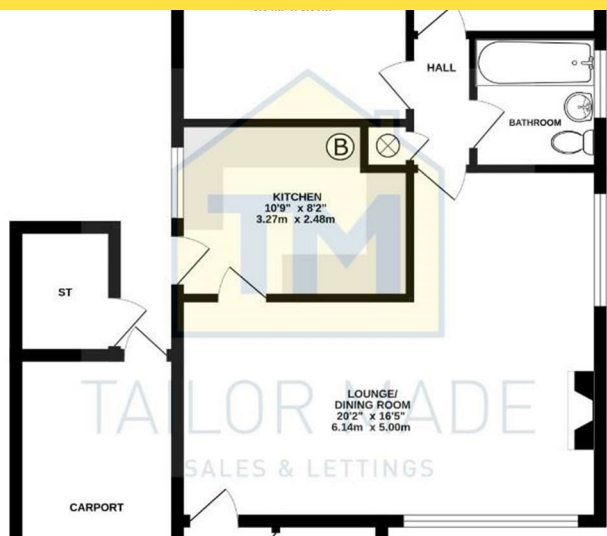 HALL
BATHROOM
B
KITCHEN
10'9" x 8'2"
3.27m x 2.48m
TM
ST
LOUNGE/
DINING ROOM
20'2" x 16'5"
6.14m x 5.00m
TAILOR MADE
SALES & LETTINGS
CARPORT